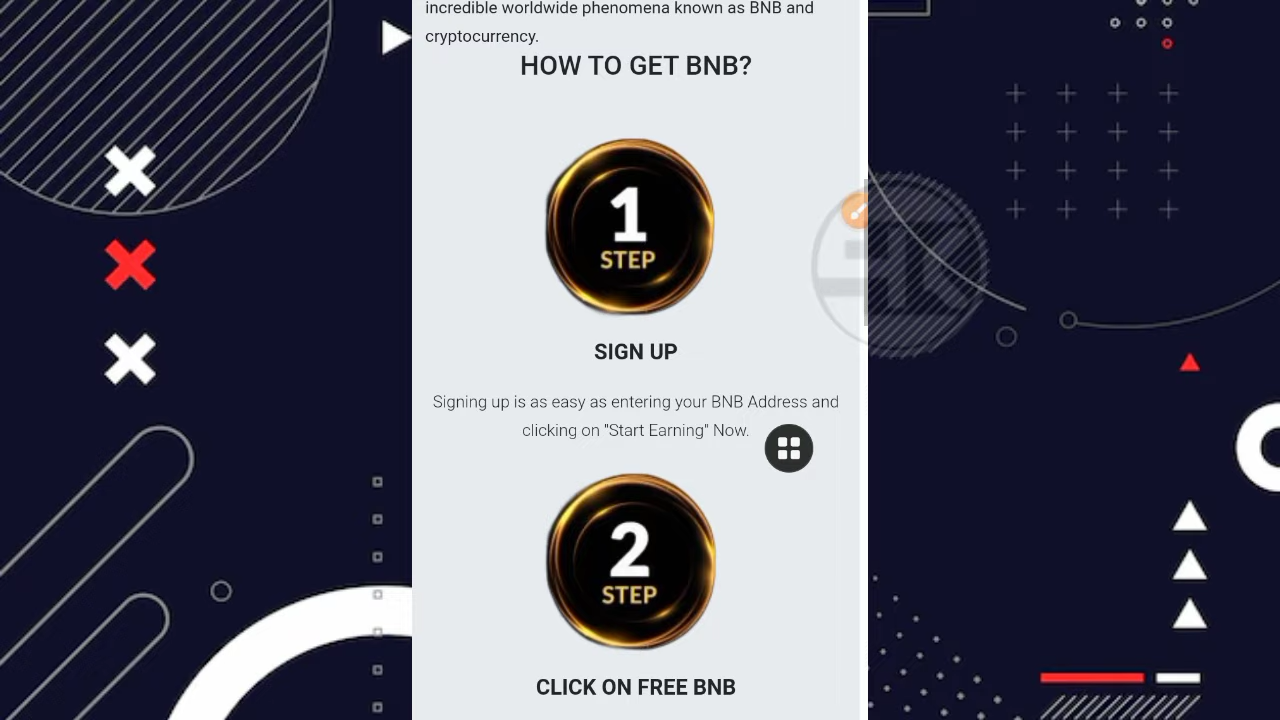 incredible worldwide phenomena known as BNB and
cryptocurrency.
HOW TO GET BNB?
1
STEP
SIGN UP
Signing up is as easy as entering your BNB Address and
clicking on "Start Earning" Now.
2
STEP
CLICK ON FREE BNB